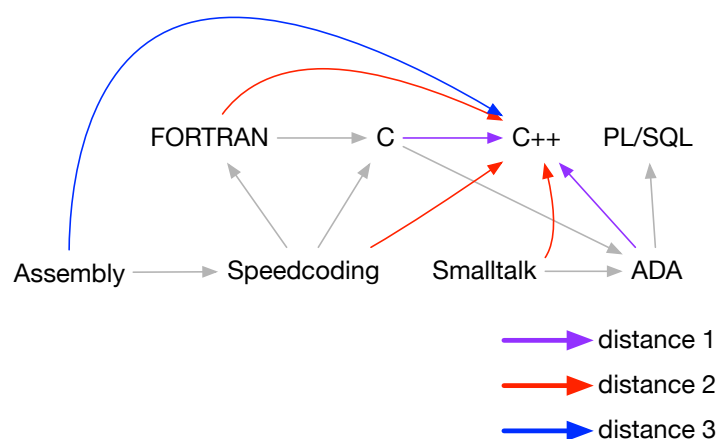 FORTRAN C C++ PL/SQL
Assembly Speedcoding Smalltalk ADA
distance 1
distance 2
distance 3